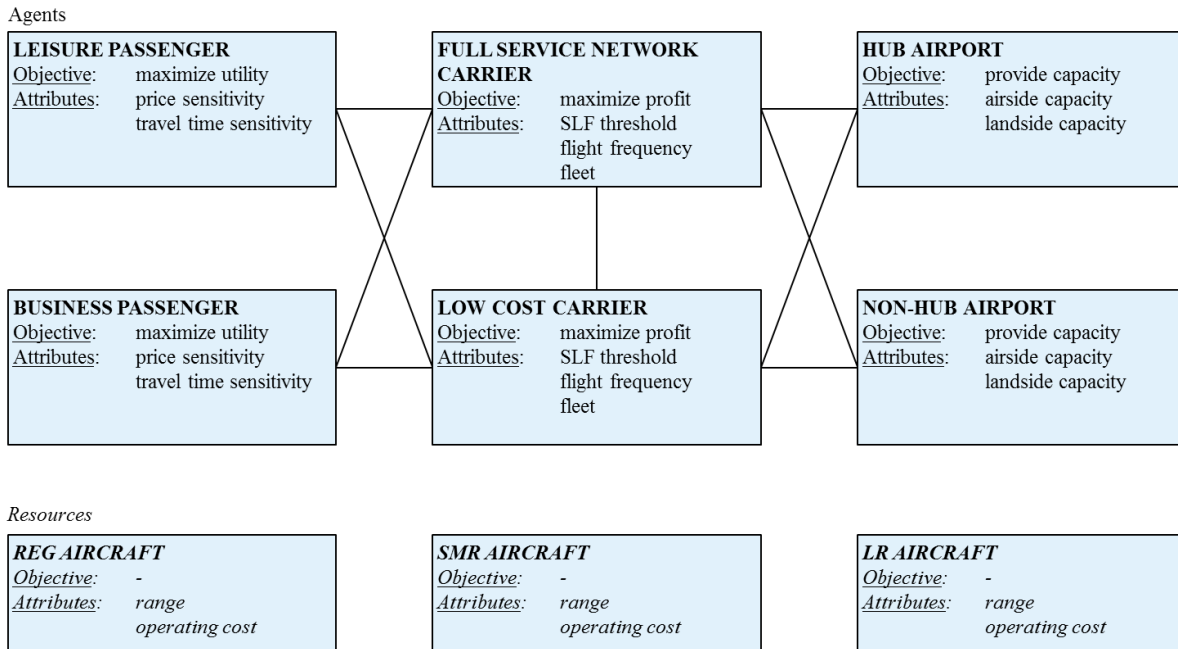 Agents
LEISURE PASSENGER
Objective: maximize utility
Attributes: price sensitivity
travel time sensitivity
FULL SERVICE NETWORK
CARRIER
Objective: maximize profit
Attributes: SLF threshold
flight frequency
fleet
HUB AIRPORT
Objective: provide capacity
Attributes: airside capacity
landside capacity
BUSINESS PASSENGER
Objective: maximize utility
Attributes: price sensitivity
travel time sensitivity
LOW COST CARRIER
Objective: maximize profit
Attributes: SLF threshold
flight frequency
fleet
NON-HUB AIRPORT
Objective: provide capacity
Attributes: airside capacity
landside capacity
Resources
REG AIRCRAFT
Objective: -
Attributes: range
operating cost
SMR AIRCRAFT
Objective: -
Attributes: range
operating cost
LR AIRCRAFT
Objective: -
Attributes: range
operating cost